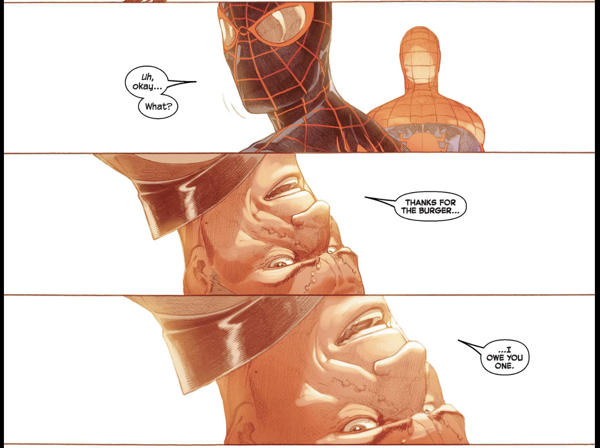 Uh,
okay...
What?
THANKS FOR
THE BURGER...
...I
OWE YOU
ONE.